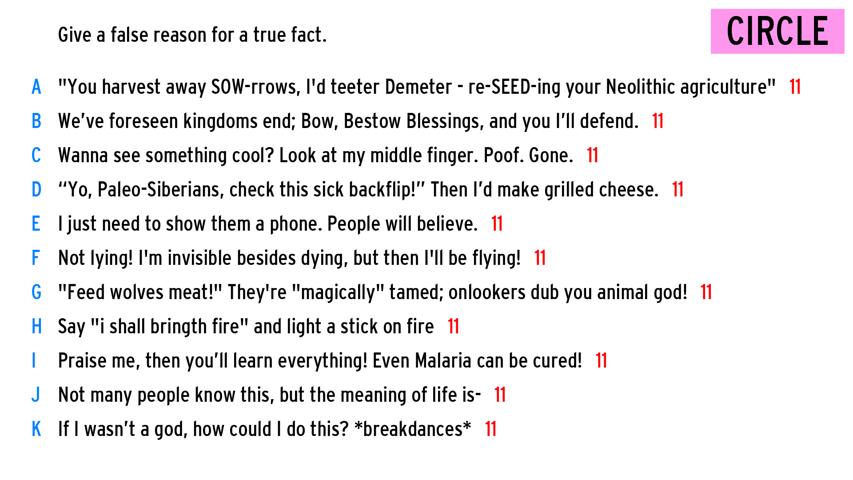 Give a false reason for a true fact.
CIRCLE
A "You harvest away SOW-rrows, I'd teeter Demeter - re-SEED-ing your Neolithic agriculture" 11
B We've foreseen kingdoms end; Bow, Bestow Blessings, and you I'll defend. 11
C Wanna see something cool? Look at my middle finger. Poof. Gone. 11
D “Yo, Paleo-Siberians, check this sick backflip!” Then I'd make grilled cheese. 11
E I just need to show them a phone. People will believe. 11
F Not lying! I'm invisible besides dying, but then I'll be flying! 11
G "Feed wolves meat!" They're "magically" tamed; onlookers dub you animal god! 11
H Say "i shall bringth fire" and light a stick on fire 11
I Praise me, then you'll learn everything! Even Malaria can be cured! 11
J Not many people know this, but the meaning of life is- 11
K If I wasn't a god, how could I do this? *breakdances* 11